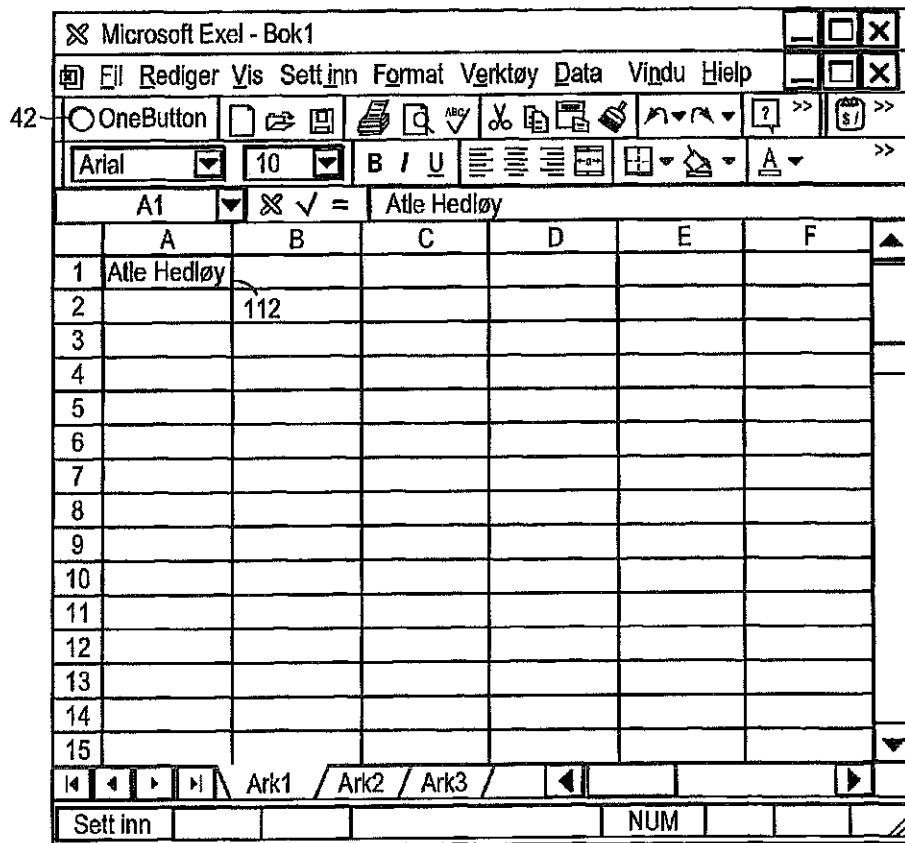 Microsoft Exel - Bok1
Fil Rediger Vis Sett inn Format Verktøy Data Vindu Hielp
42 OneButton ABC ? >> $/ >>
Arial 10 B I U A >>
A1 = Atle Hedløy
A B C D E F
1 Atle Hedløy
2 112
3
4
5
6
7
8
9
10
11
12
13
14
15
Ark1 Ark2 Ark3
Sett inn NUM